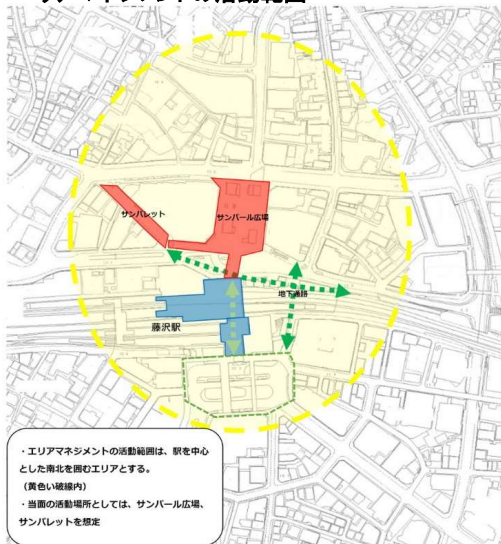 サンパレット
サンパール広場
地下通路
藤沢駅
・エリアマネジメントの活動範囲は、駅を中心
とした南北を囲むエリアとする。
（黄色い破線内）
・当面の活動場所としては、サンパール広場、
サンパレットを想定